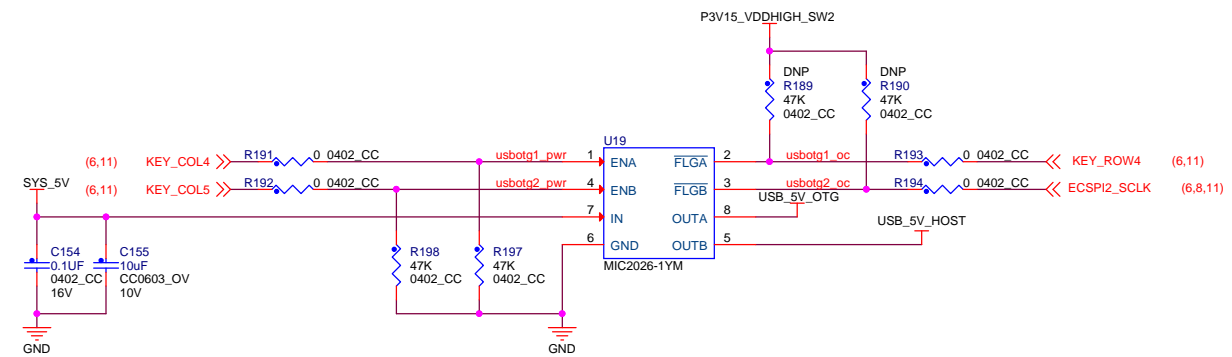 P3V15_VDDHIGH_SW2
DNP
R189
47K
0402_CC
DNP
R190
47K
0402_CC
U19
(6,11) KEY_COL4 R191 0 0402_CC usbotg1_pwr 1 ENA FLGA 2 usbotg1_oc R193 0 0402_CC KEY_ROW4 (6,11)
SYS_5V (6,11) KEY_COL5 R192 0 0402_CC usbotg2_pwr 4 ENB FLGB 3 usbotg2_oc R194 0 0402_CC ECSPI2_SCLK (6,8,11)
USB_5V_OTG
7 IN OUTA 8
USB_5V_HOST
6 GND OUTB 5
MIC2026-1YM
C154
0.1UF
0402_CC
16V
C155
10uF
CC0603_OV
10V
R198
47K
0402_CC
R197
47K
0402_CC
GND
GND